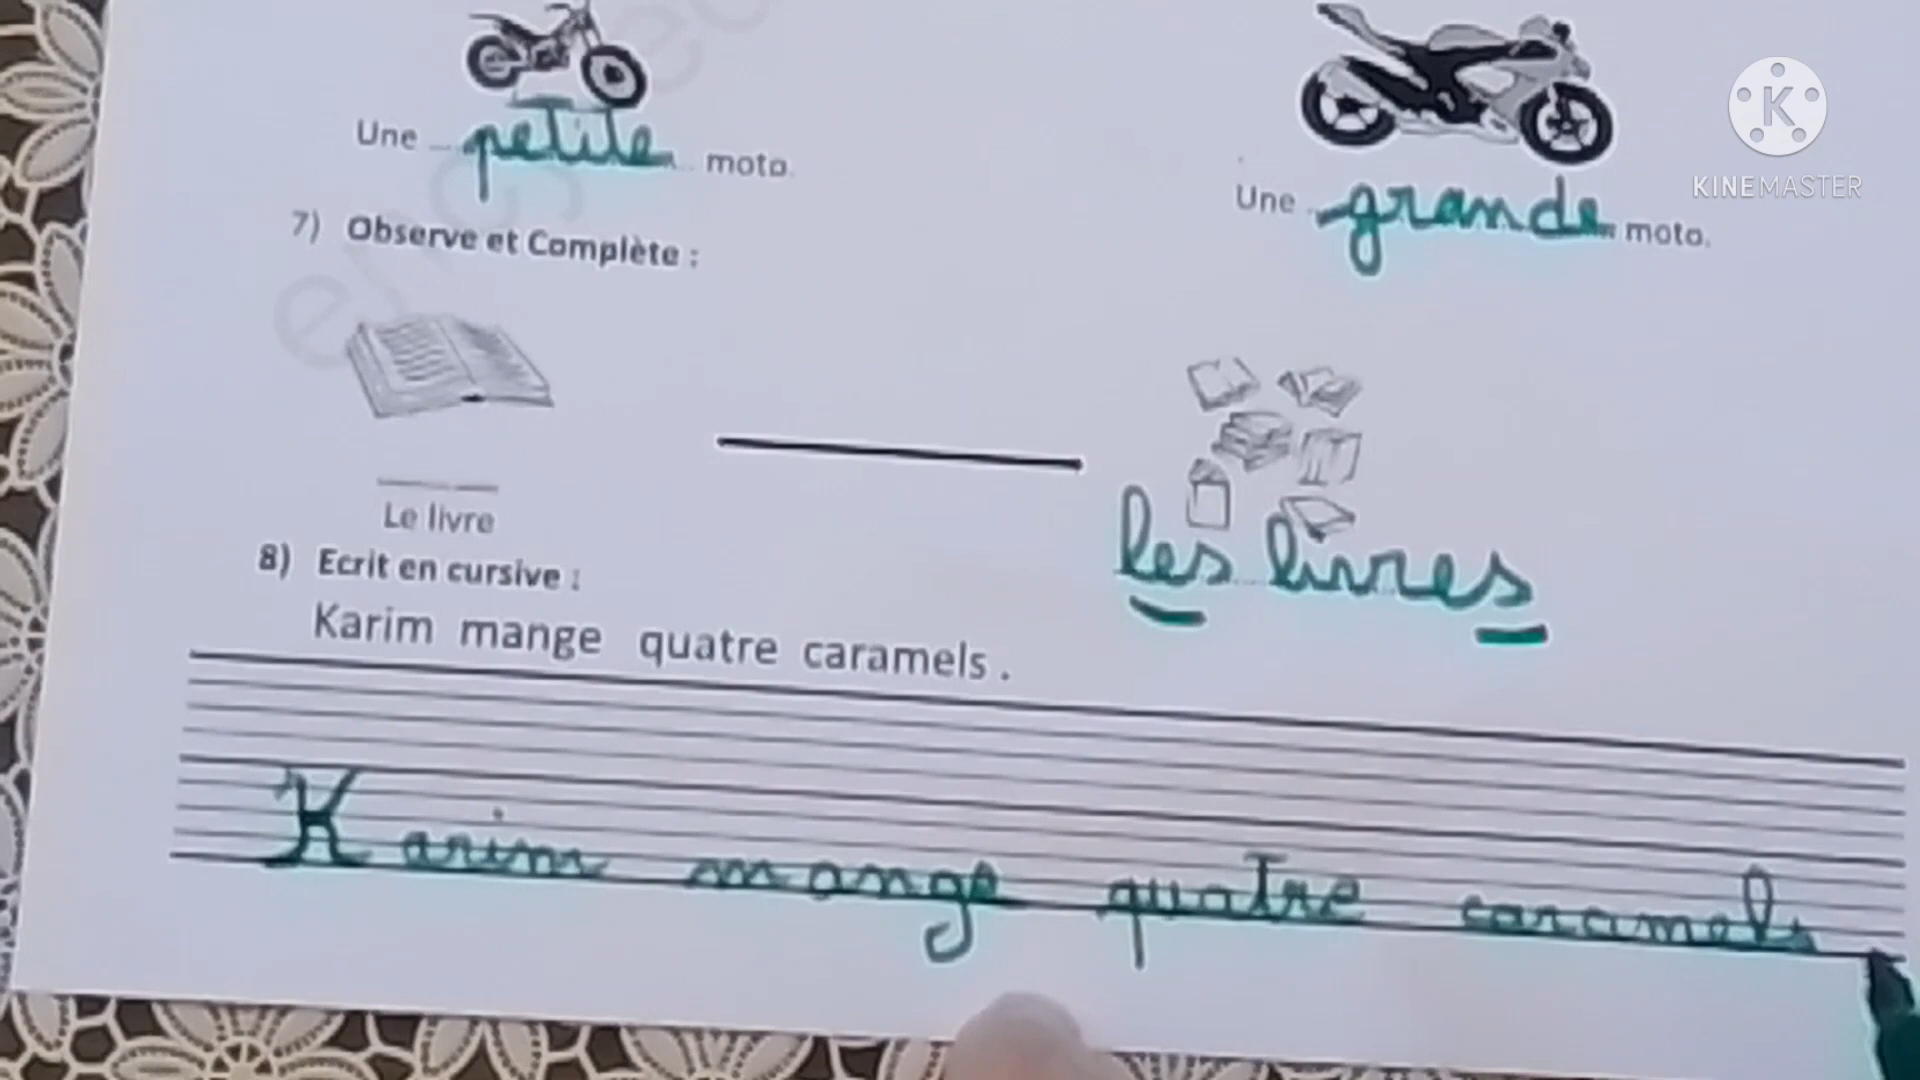 Une petite moto.
Une grande moto.
KINEMASTER
7) Observe et Complète :
Le livre
les livres
8) Ecrit en cursive :
Karim mange quatre caramels .
Karim mange quatre caramels